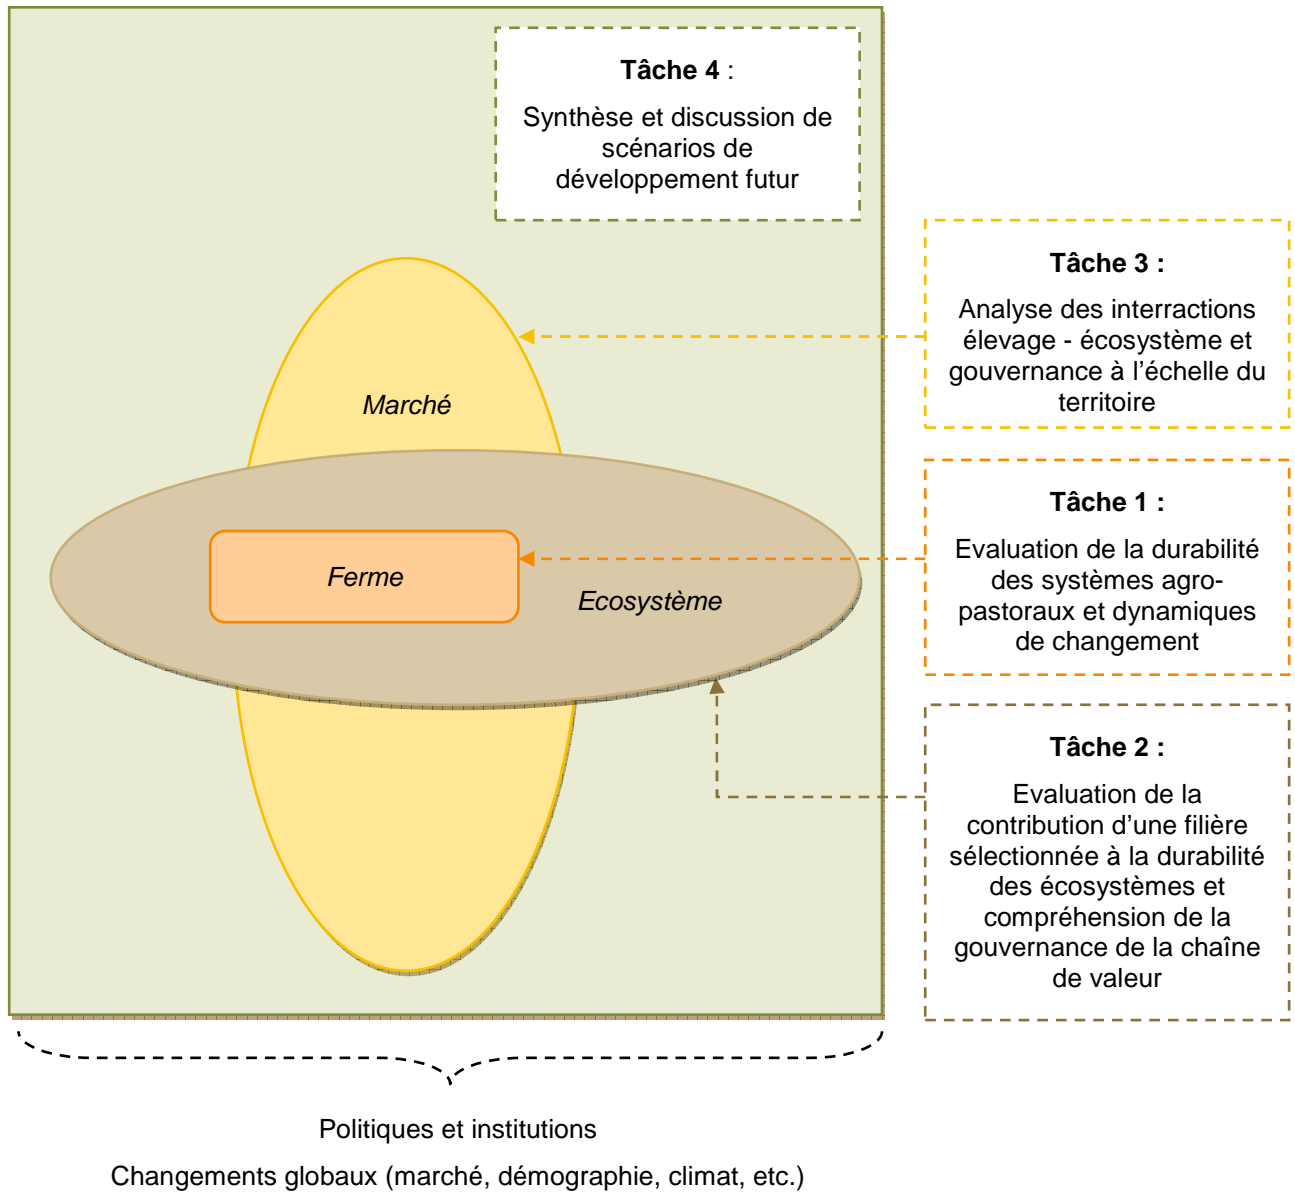 Tâche 4 :
Synthèse et discussion de
scénarios de
développement futur
Tâche 3 :
Analyse des interractions
élevage - écosystème et
gouvernance à l’échelle du
territoire
Marché
Tâche 1 :
Evaluation de la durabilité
des systèmes agro-
pastoraux et dynamiques
de changement
Ferme
Ecosystème
Tâche 2 :
Evaluation de la
contribution d’une filière
sélectionnée à la durabilité
des écosystèmes et
compréhension de la
gouvernance de la chaîne
de valeur
Politiques et institutions
Changements globaux (marché, démographie, climat, etc.)